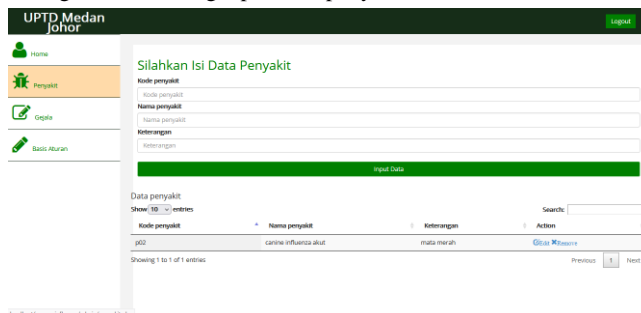 UPTD Medan
Johor
Logout
Home
Penyakit
Gejala
Basis Aturan
Silahkan Isi Data Penyakit
Kode penyakit
Kode penyakit
Nama penyakit
Nama penyakit
Keterangan
Keterangan
Input Data
Data penyakit
Show 10 entries
Search:
Kode penyakit Nama penyakit Keterangan Action
p02 canine influenza akut mata merah Edit Remove
Showing 1 to 1 of 1 entries
Previous 1 Next